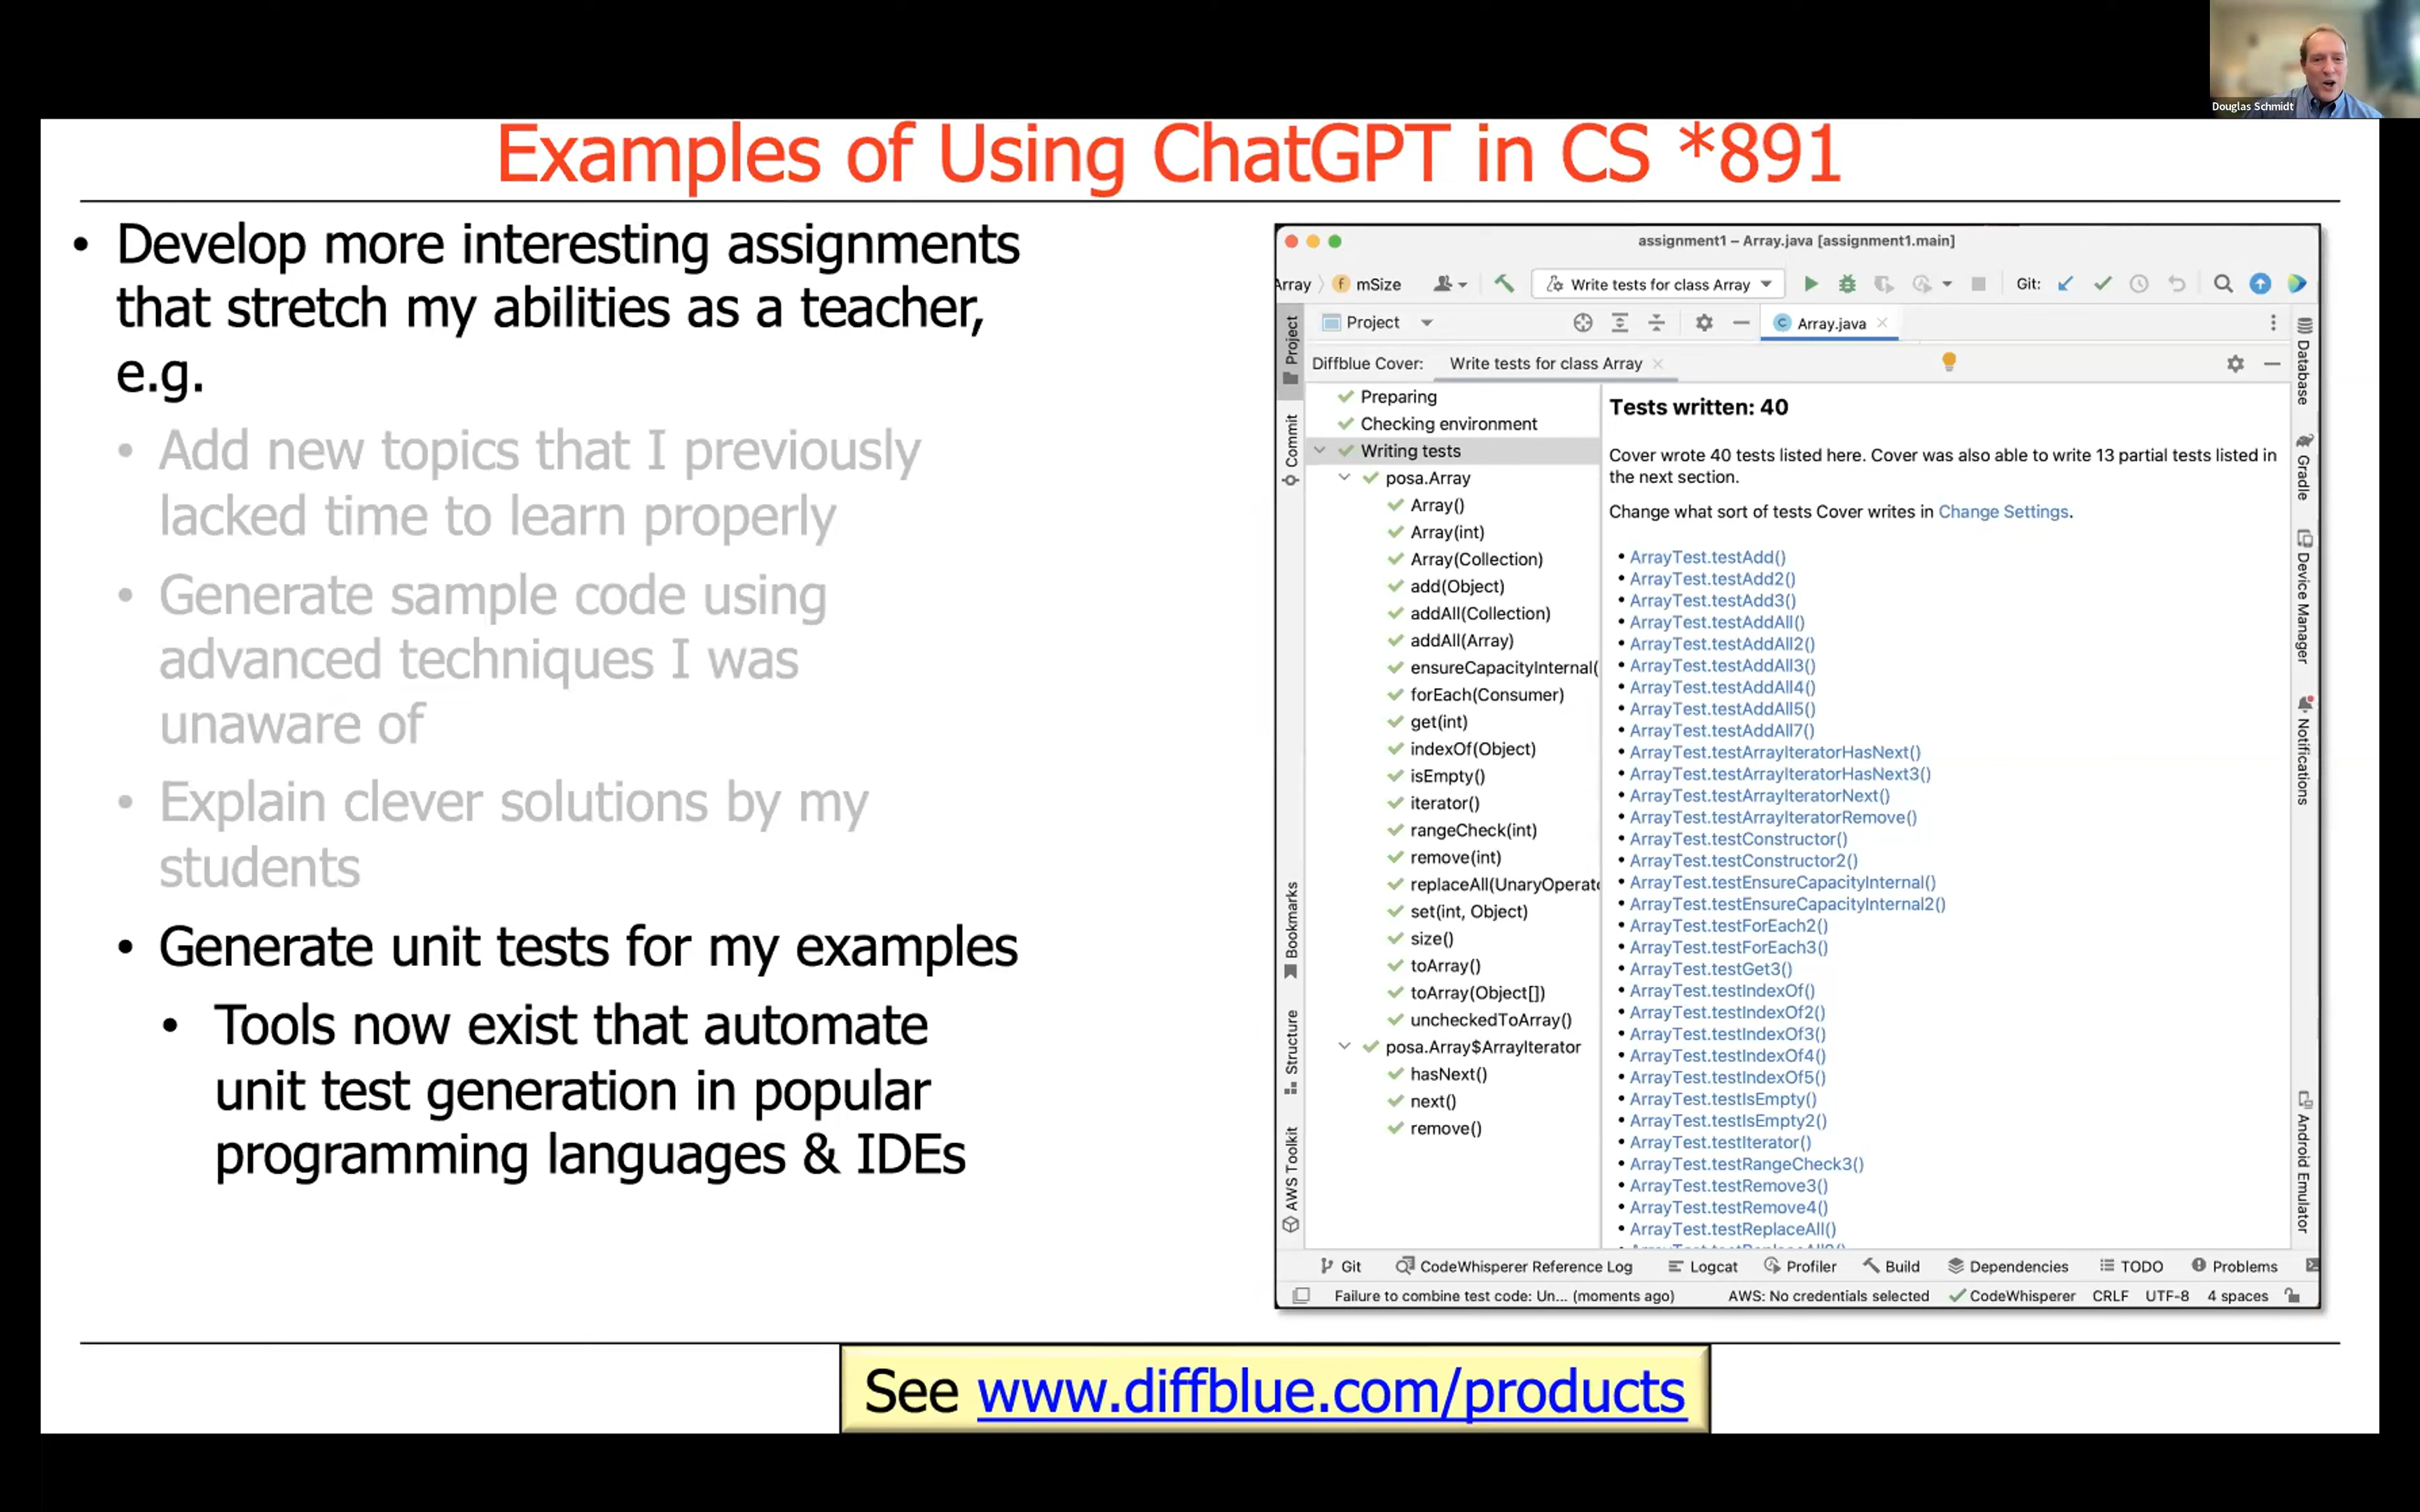 Douglas Schmidt
Examples of Using ChatGPT in CS *891
• Develop more interesting assignments
that stretch my abilities as a teacher,
e.g.
• Add new topics that I previously
lacked time to learn properly
• Generate sample code using
advanced techniques I was
unaware of
• Explain clever solutions by my
students
• Generate unit tests for my examples
• Tools now exist that automate
unit test generation in popular
programming languages & IDEs
assignment1 – Array.java [assignment1.main]
Array mSize Write tests for class Array Git:
Project Array.java
Diffblue Cover: Write tests for class Array
Project
Commit
Bookmarks
Structure
AWS Toolkit
Preparing
Checking environment
Writing tests
posa.Array
Array()
Array(int)
Array(Collection)
add(Object)
addAll(Collection)
addAll(Array)
ensureCapacityInternal(
forEach(Consumer)
get(int)
indexOf(Object)
isEmpty()
iterator()
rangeCheck(int)
remove(int)
replaceAll(UnaryOperat
set(int, Object)
size()
toArray()
toArray(Object[])
uncheckedToArray()
posa.Array$ArrayIterator
hasNext()
next()
remove()
Tests written: 40
Cover wrote 40 tests listed here. Cover was also able to write 13 partial tests listed in
the next section.
Change what sort of tests Cover writes in Change Settings.
• ArrayTest.testAdd()
• ArrayTest.testAdd2()
• ArrayTest.testAdd3()
• ArrayTest.testAddAll()
• ArrayTest.testAddAll2()
• ArrayTest.testAddAll3()
• ArrayTest.testAddAll4()
• ArrayTest.testAddAll5()
• ArrayTest.testAddAll7()
• ArrayTest.testArrayIteratorHasNext()
• ArrayTest.testArrayIteratorHasNext3()
• ArrayTest.testArrayIteratorNext()
• ArrayTest.testArrayIteratorRemove()
• ArrayTest.testConstructor()
• ArrayTest.testConstructor2()
• ArrayTest.testEnsureCapacityInternal()
• ArrayTest.testEnsureCapacityInternal2()
• ArrayTest.testForEach2()
• ArrayTest.testForEach3()
• ArrayTest.testGet3()
• ArrayTest.testIndexOf()
• ArrayTest.testIndexOf2()
• ArrayTest.testIndexOf3()
• ArrayTest.testIndexOf4()
• ArrayTest.testIndexOf5()
• ArrayTest.testIsEmpty()
• ArrayTest.testIsEmpty2()
• ArrayTest.testIterator()
• ArrayTest.testRangeCheck3()
• ArrayTest.testRemove3()
• ArrayTest.testRemove4()
• ArrayTest.testReplaceAll()
Database
Gradle
Device Manager
Notifications
Android Emulator
Git CodeWhisperer Reference Log Logcat Profiler Build Dependencies TODO Problems
Failure to combine test code: Un... (moments ago) AWS: No credentials selected CodeWhisperer CRLF UTF-8 4 spaces
See www.diffblue.com/products